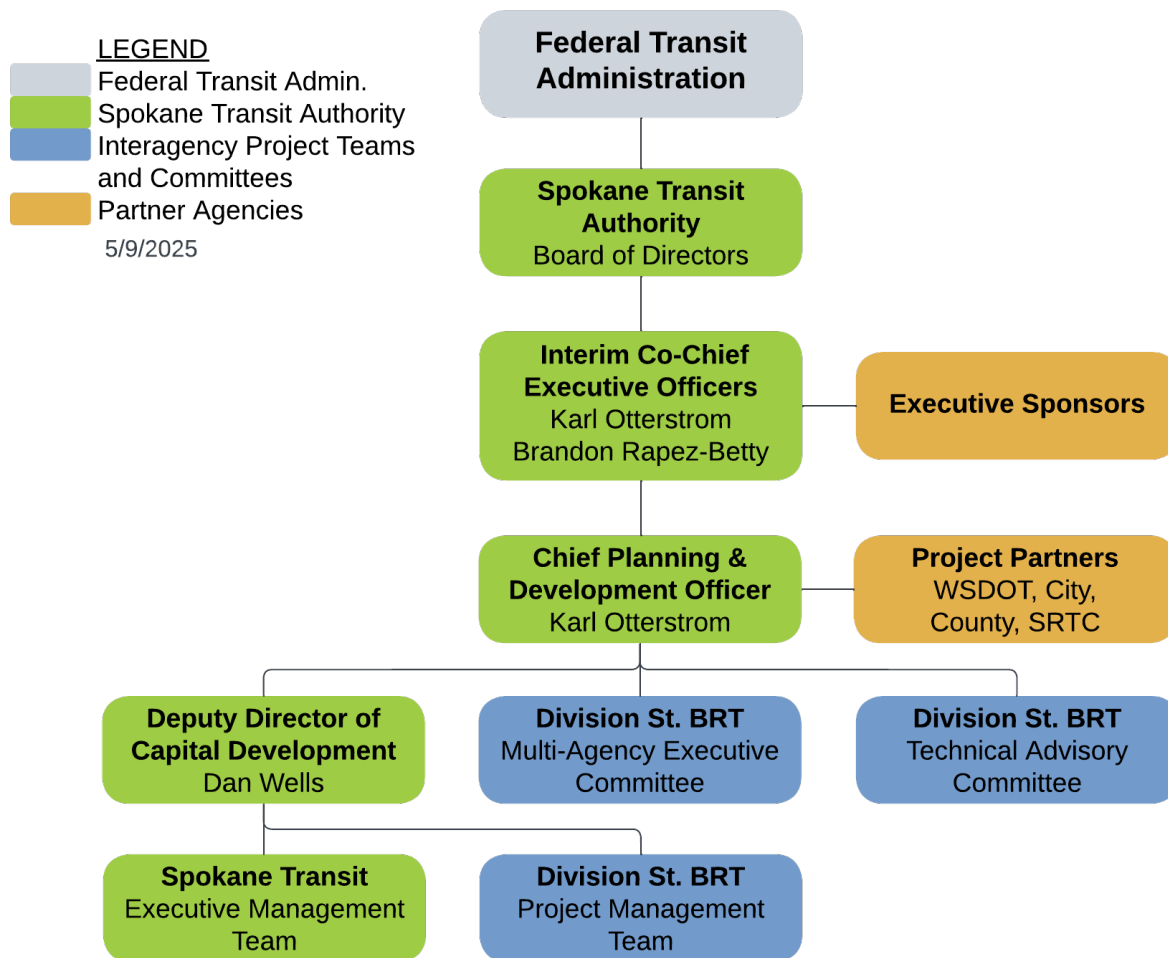 LEGEND
Federal Transit Admin.
Spokane Transit Authority
Interagency Project Teams
and Committees
Partner Agencies
5/9/2025
Federal Transit
Administration
Spokane Transit
Authority
Board of Directors
Interim Co-Chief
Executive Officers
Karl Otterstrom
Brandon Rapez-Betty
Executive Sponsors
Chief Planning &
Development Officer
Karl Otterstrom
Project Partners
WSDOT, City,
County, SRTC
Deputy Director of
Capital Development
Dan Wells
Division St. BRT
Multi-Agency Executive
Committee
Division St. BRT
Technical Advisory
Committee
Spokane Transit
Executive Management
Team
Division St. BRT
Project Management
Team